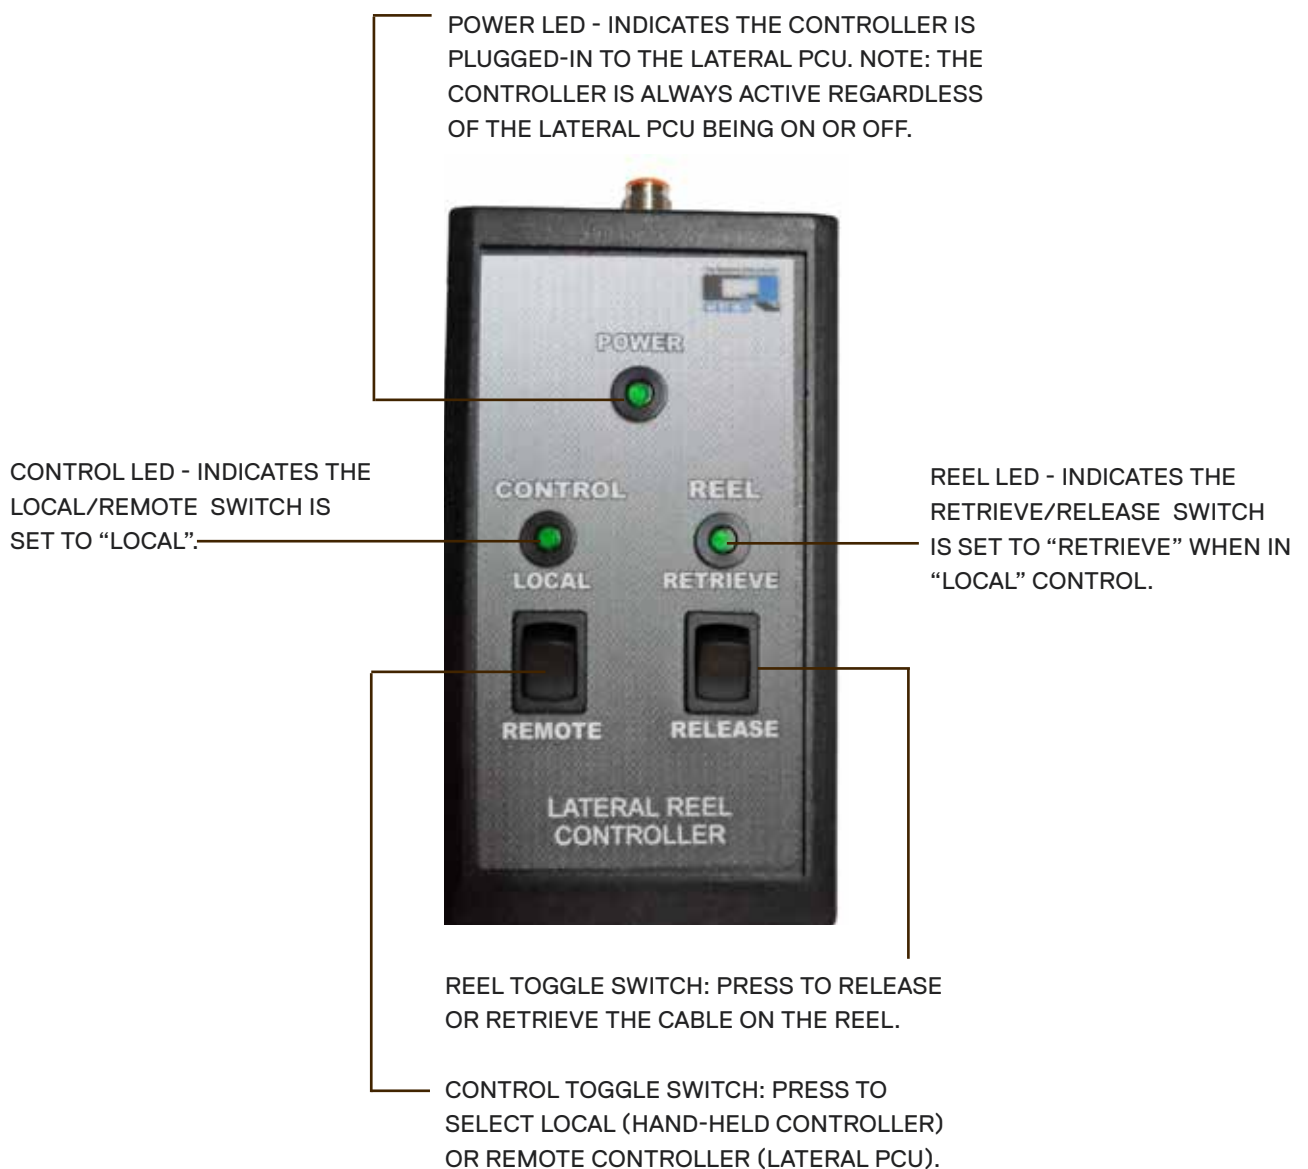 POWER LED - INDICATES THE CONTROLLER IS
PLUGGED-IN TO THE LATERAL PCU. NOTE: THE
CONTROLLER IS ALWAYS ACTIVE REGARDLESS
OF THE LATERAL PCU BEING ON OR OFF.
POWER
CONTROL LED - INDICATES THE
LOCAL/REMOTE SWITCH IS
SET TO “LOCAL”.
CONTROL REEL
LOCAL RETRIEVE
REEL LED - INDICATES THE
RETRIEVE/RELEASE SWITCH
IS SET TO “RETRIEVE” WHEN IN
“LOCAL” CONTROL.
REMOTE RELEASE
LATERAL REEL
CONTROLLER
REEL TOGGLE SWITCH: PRESS TO RELEASE
OR RETRIEVE THE CABLE ON THE REEL.
CONTROL TOGGLE SWITCH: PRESS TO
SELECT LOCAL (HAND-HELD CONTROLLER)
OR REMOTE CONTROLLER (LATERAL PCU).